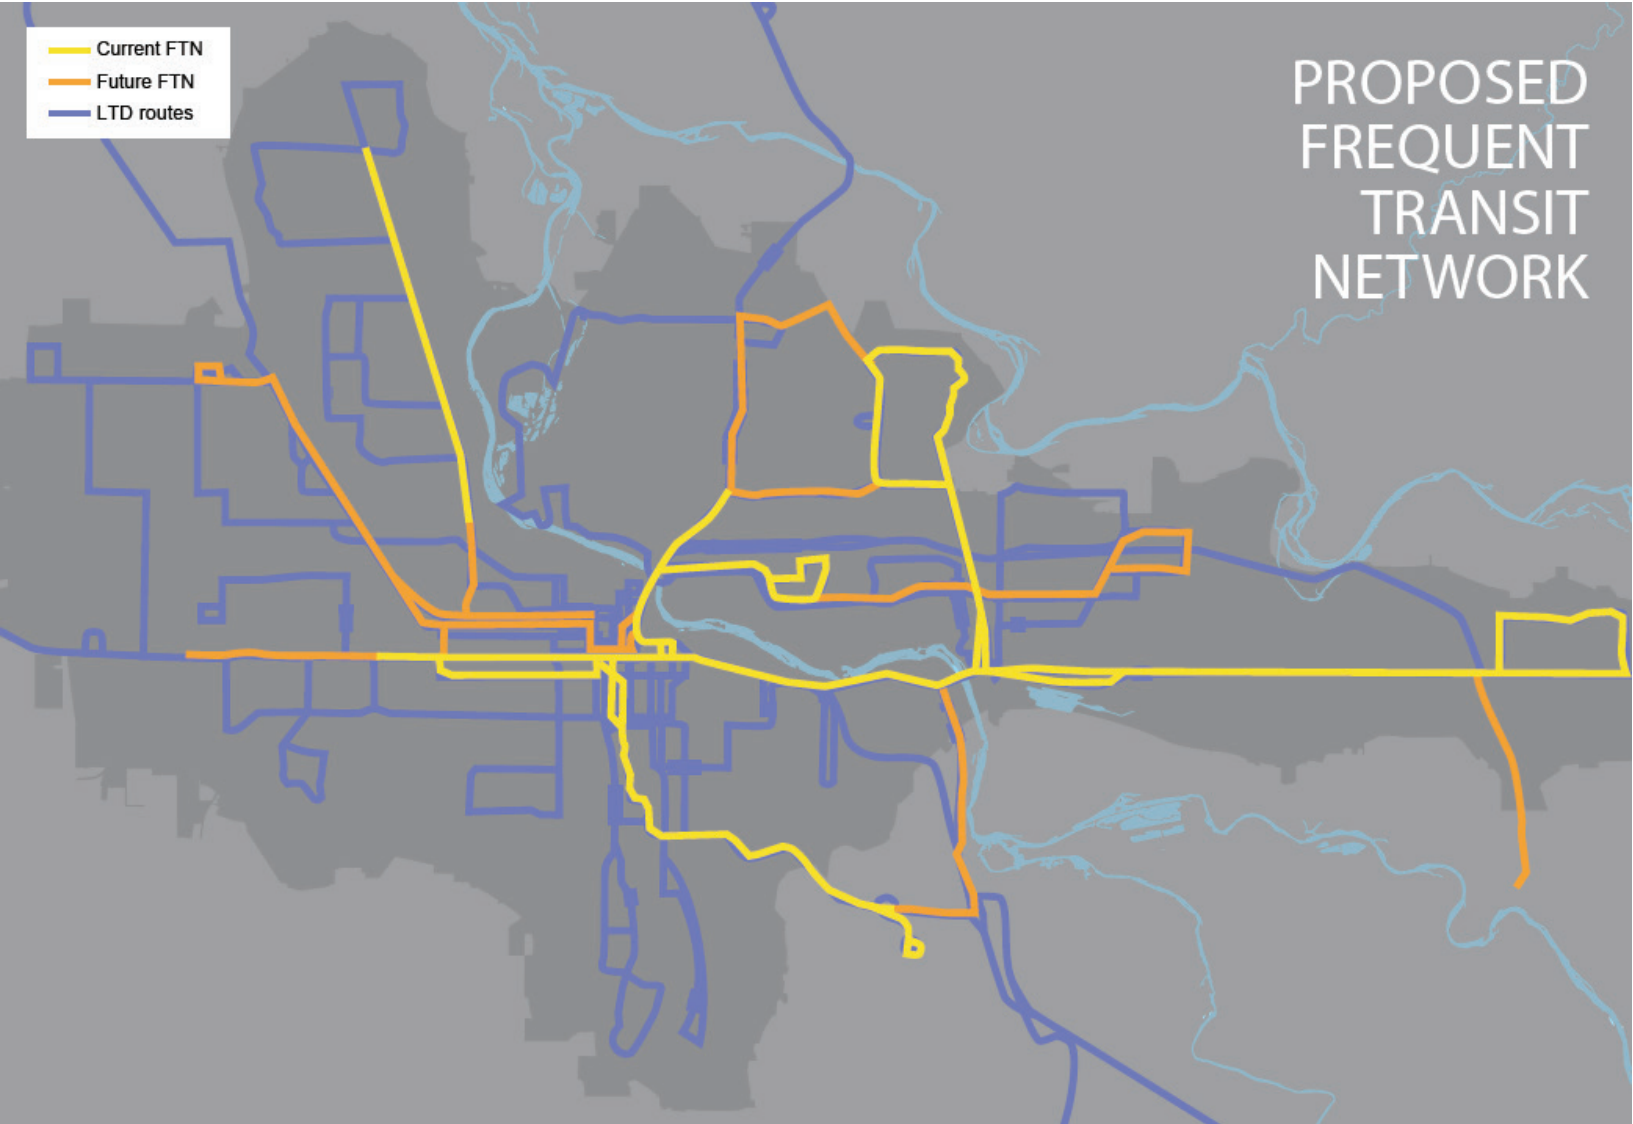 Current FTN
Future FTN
LTD routes
PROPOSED
FREQUENT
TRANSIT
NETWORK